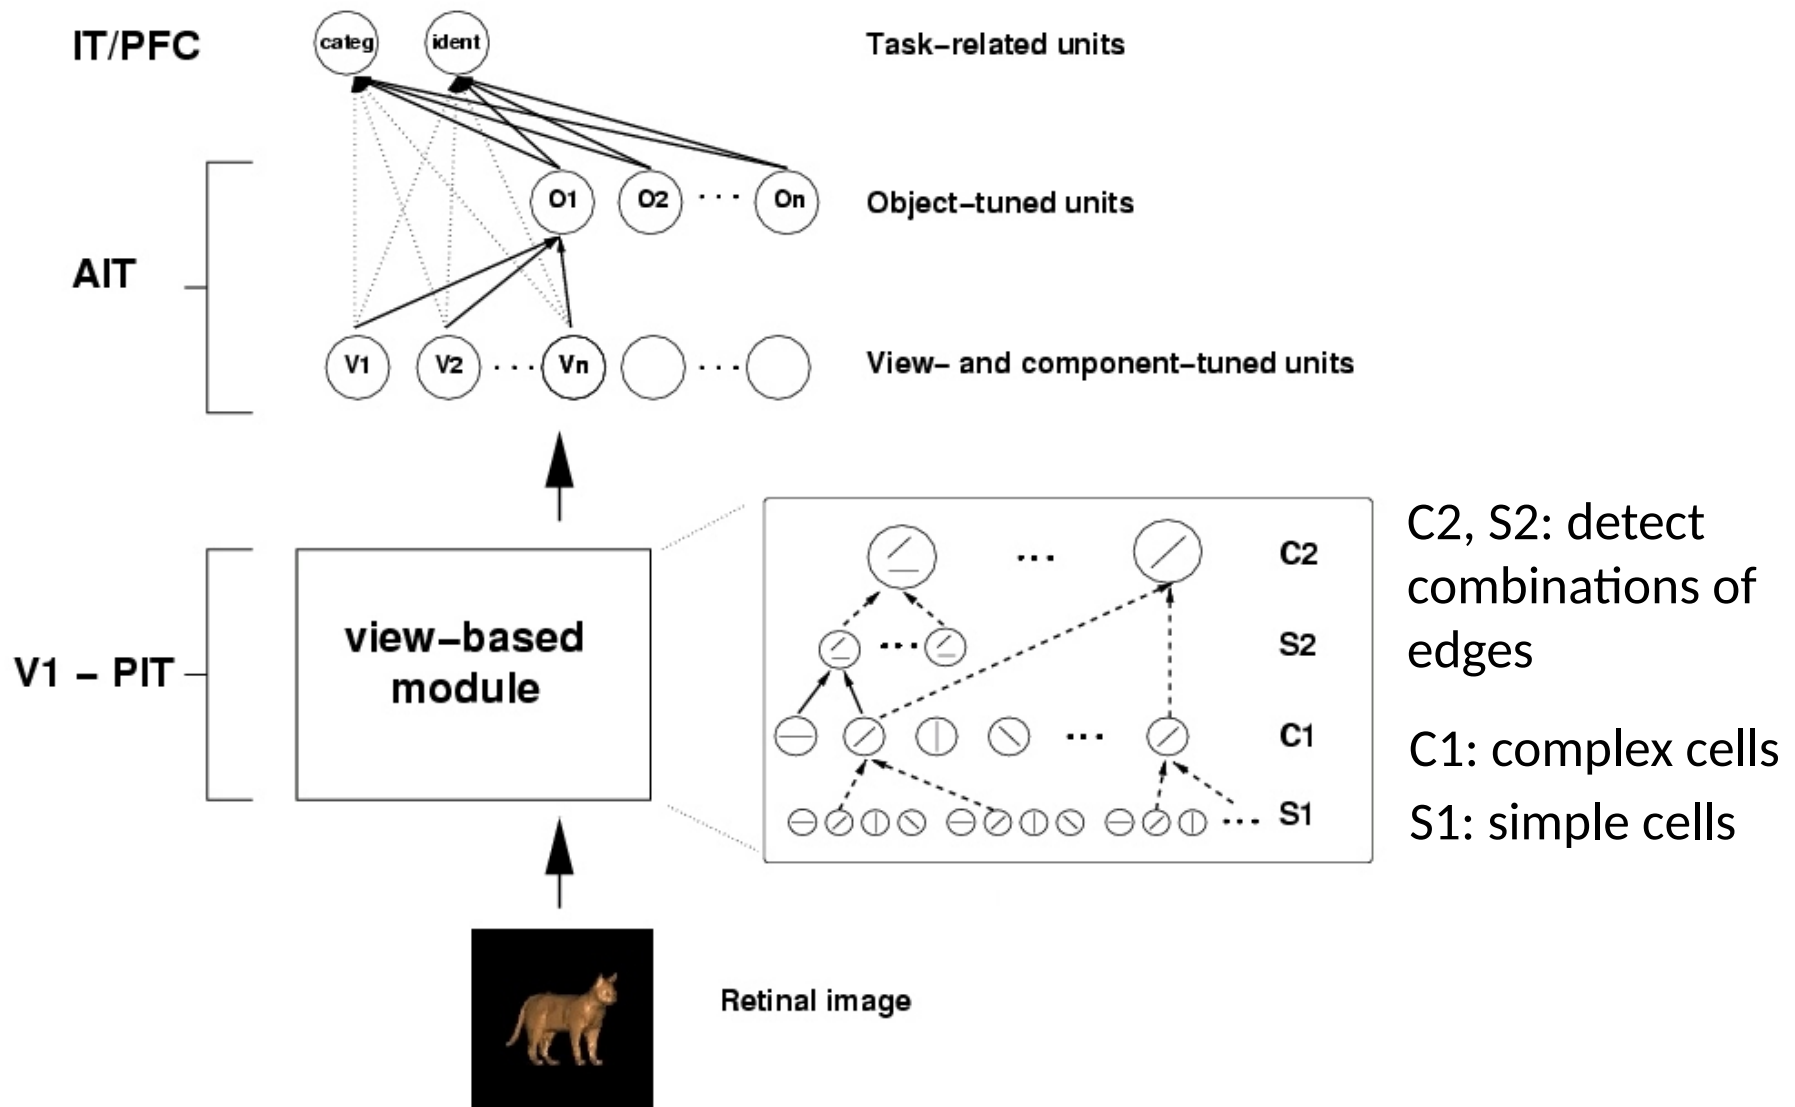 IT/PFC
categ
ident
Task–related units
AIT
O1
O2
...
On
Object–tuned units
V1
V2
...
Vn
...
View– and component–tuned units
V1 – PIT
view–based
module
...
C2
...
S2
...
C1
...
S1
C2, S2: detect
combinations of
edges
C1: complex cells
S1: simple cells
Retinal image